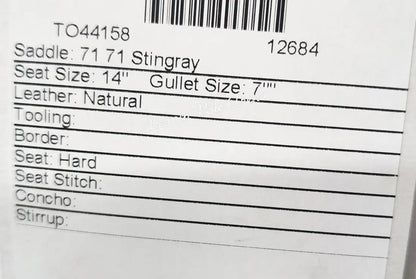 TO44158 12684
Saddle: 71 71 Stingray
Seat Size: 14" Gullet Size: 7""
Leather: Natural
Tooling:
Border:
Seat: Hard
Seat Stitch:
Concho:
Stirrup: